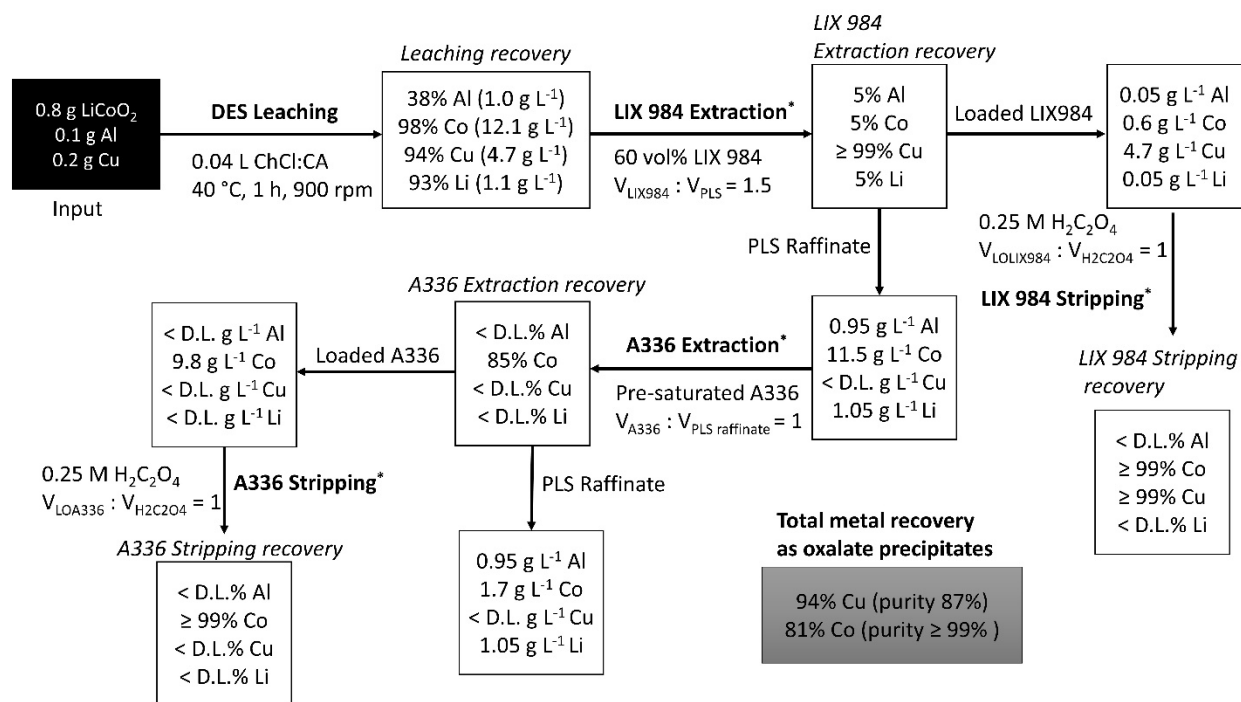 0.8 g LiCoO₂
0.1 g Al
0.2 g Cu
Input
DES Leaching
0.04 L ChCl:CA
40 °C, 1 h, 900 rpm
Leaching recovery
38% Al (1.0 g L⁻¹)
98% Co (12.1 g L⁻¹)
94% Cu (4.7 g L⁻¹)
93% Li (1.1 g L⁻¹)
LIX 984 Extraction*
60 vol% LIX 984
V_LIX984 : V_PLS = 1.5
LIX 984
Extraction recovery
5% Al
5% Co
≥ 99% Cu
5% Li
Loaded LIX984
0.05 g L⁻¹ Al
0.6 g L⁻¹ Co
4.7 g L⁻¹ Cu
0.05 g L⁻¹ Li
0.25 M H₂C₂O₄
V_LOLIX984 : V_H2C2O4 = 1
LIX 984 Stripping*
LIX 984 Stripping
recovery
< D.L.% Al
≥ 99% Co
≥ 99% Cu
< D.L.% Li
PLS Raffinate
0.95 g L⁻¹ Al
11.5 g L⁻¹ Co
< D.L. g L⁻¹ Cu
1.05 g L⁻¹ Li
A336 Extraction*
Pre-saturated A336
V_A336 : V_PLS raffinate = 1
A336 Extraction recovery
< D.L.% Al
85% Co
< D.L.% Cu
< D.L.% Li
Loaded A336
< D.L. g L⁻¹ Al
9.8 g L⁻¹ Co
< D.L. g L⁻¹ Cu
< D.L. g L⁻¹ Li
0.25 M H₂C₂O₄
V_LOA336 : V_H2C2O4 = 1
A336 Stripping*
A336 Stripping recovery
< D.L.% Al
≥ 99% Co
< D.L.% Cu
< D.L.% Li
PLS Raffinate
0.95 g L⁻¹ Al
1.7 g L⁻¹ Co
< D.L. g L⁻¹ Cu
1.05 g L⁻¹ Li
Total metal recovery
as oxalate precipitates
94% Cu (purity 87%)
81% Co (purity ≥ 99% )